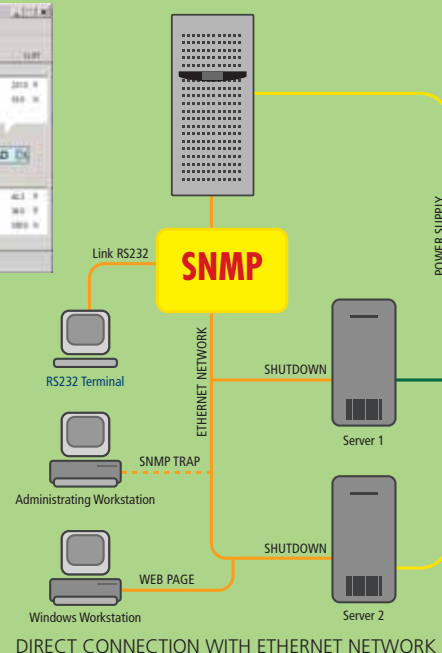 POWER SUPPLY
Link RS232
SNMP
RS232 Terminal
ETHERNET NETWORK
SHUTDOWN
Server 1
SNMP TRAP
Administrating Workstation
SHUTDOWN
WEB PAGE
Windows Workstation
Server 2
DIRECT CONNECTION WITH ETHERNET NETWORK